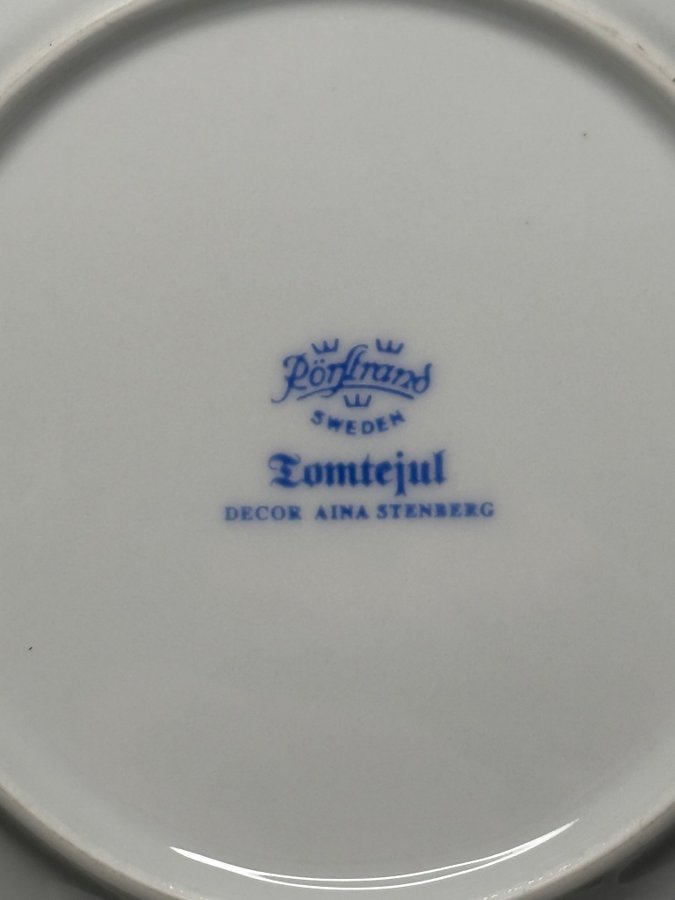 Rörstrand
SWEDEN
Tomtejul
DECOR AINA STENBERG